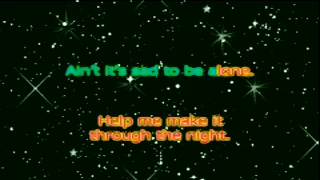 Ain't it's sad to be alone.
Help me make it
through the night.